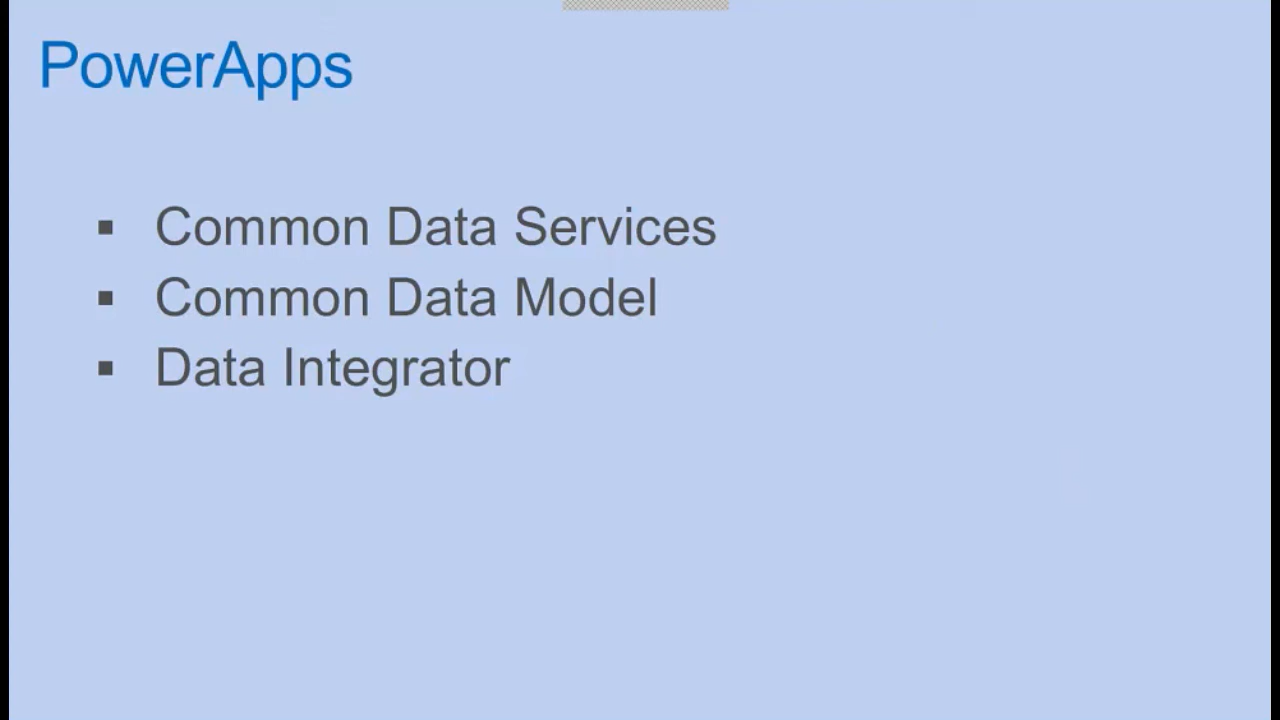 PowerApps
▪ Common Data Services
▪ Common Data Model
▪ Data Integrator